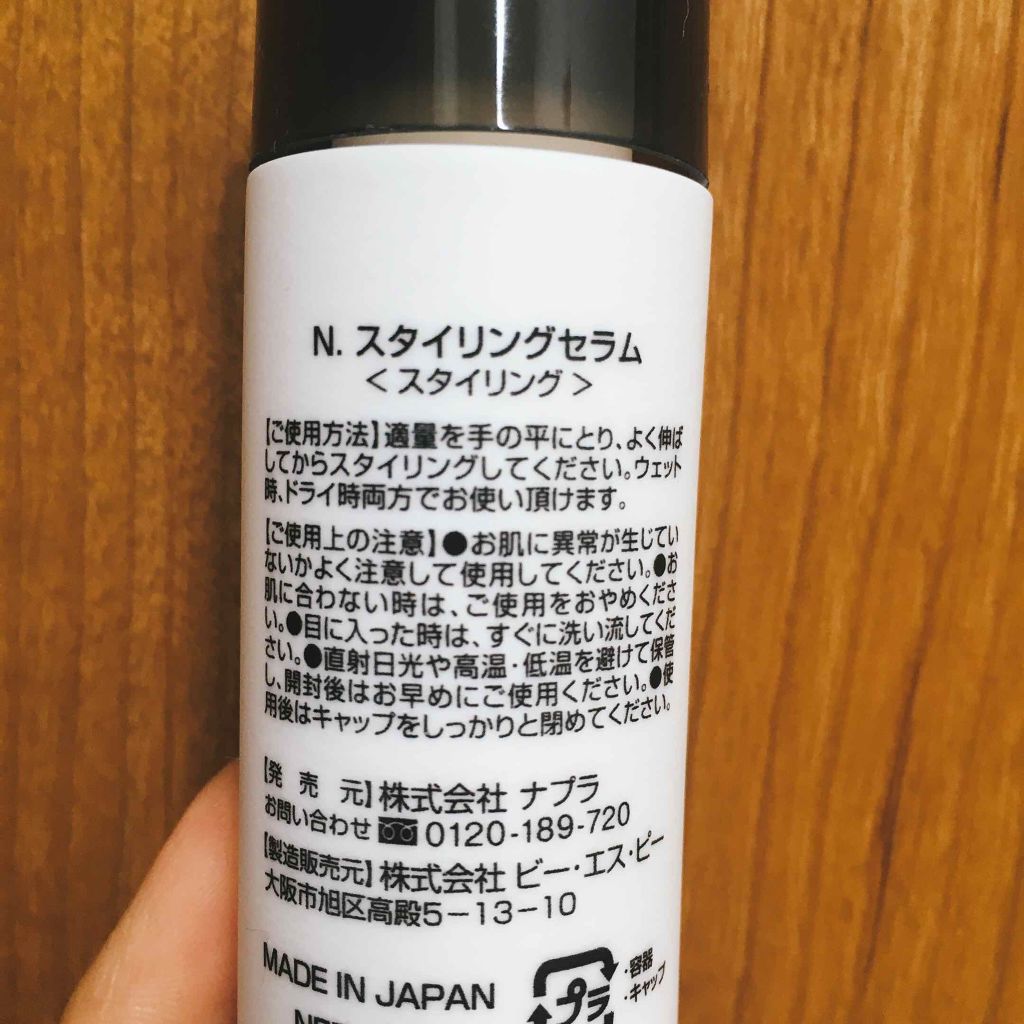 N. スタイリングセラム
＜スタイリング＞
【ご使用方法】適量を手の平にとり、よく伸ば
してからスタイリングしてください。ウェット
時、ドライ時両方でお使い頂けます。
【ご使用上の注意】●お肌に異常が生じてい
ないかよく注意して使用してください。●お
肌に合わない時は、ご使用をおやめくださ
い。●目に入った時は、すぐに洗い流してくだ
さい。●直射日光や高温・低温を避けて保管
し、開封後はお早めにご使用ください。●使
用後はキャップをしっかりと閉めてください。
【発 売 元】株式会社 ナプラ
お問い合わせ 0120-189-720
【製造販売元】株式会社 ビー・エス・ピー
大阪市旭区高殿5−13−10
MADE IN JAPAN
プラ
・容器
・キャップ